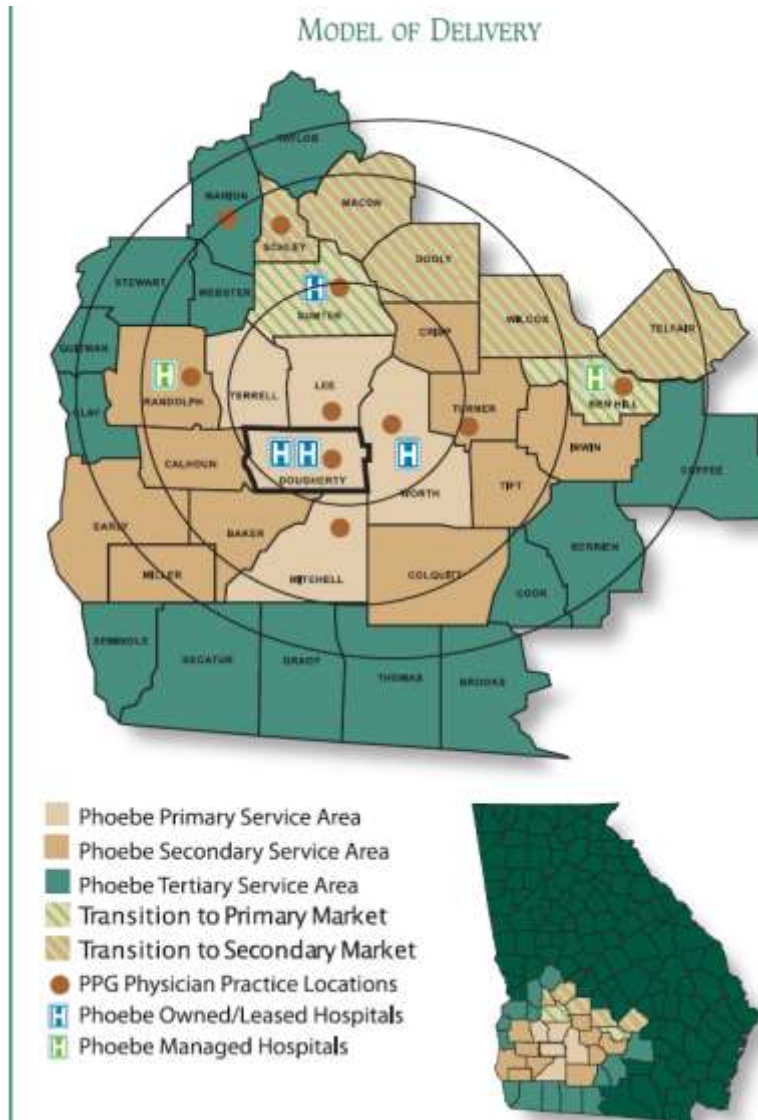 MODEL OF DELIVERY
TAYLOR
MARION
MACON
SCHLEY
DOOLY
STEWART
WEBSTER
SUMTER
WILCOX
TELFAIR
CRISP
QUITMAN
RANDOLPH
TERRELL
LEE
TURNER
BEN HILL
CLAY
IRWIN
CALHOUN
DOUGHERTY
WORTH
TIFT
COFFEE
EARLY
BAKER
BERRIEN
MILLER
MITCHELL
COLQUITT
COOK
SEMINOLE
DECATUR
GRADY
THOMAS
BROOKS
Phoebe Primary Service Area
Phoebe Secondary Service Area
Phoebe Tertiary Service Area
Transition to Primary Market
Transition to Secondary Market
PPG Physician Practice Locations
H Phoebe Owned/Leased Hospitals
H Phoebe Managed Hospitals